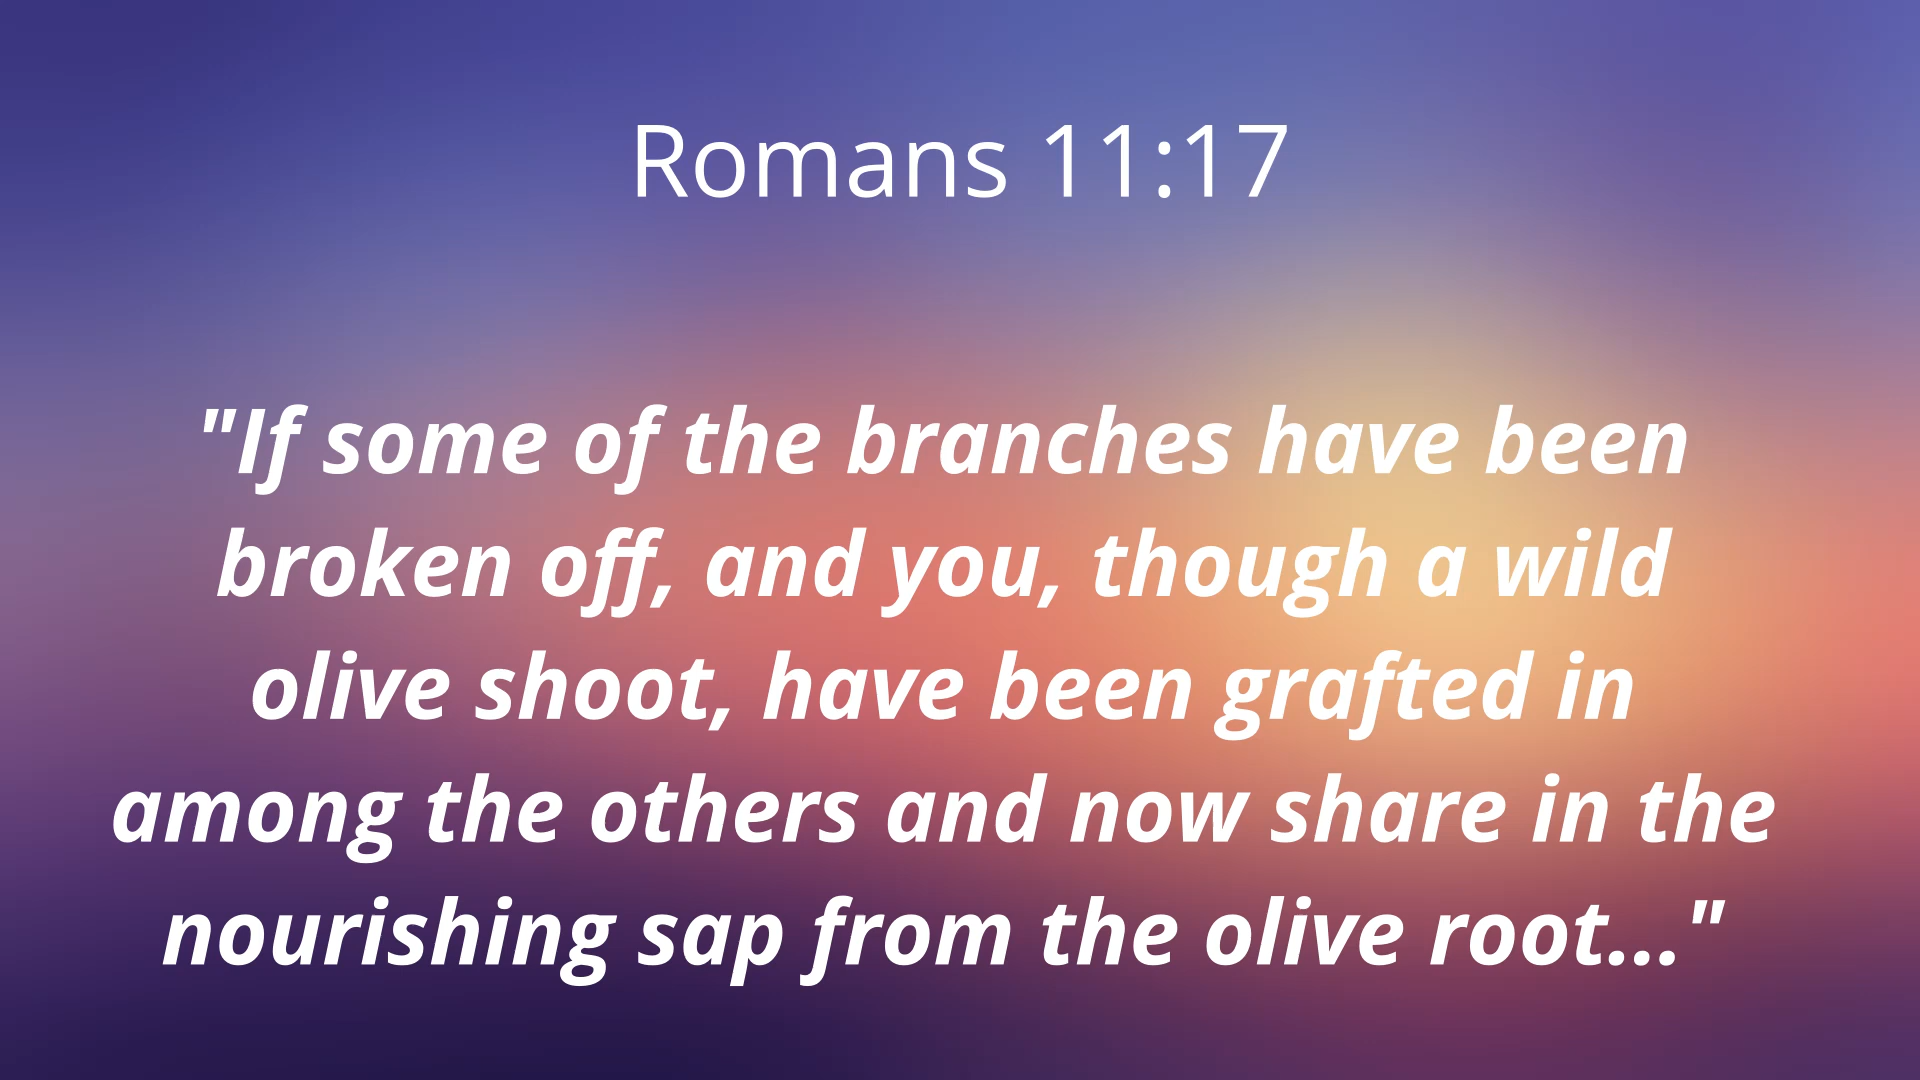 Romans 11:17
"If some of the branches have been
broken off, and you, though a wild
olive shoot, have been grafted in
among the others and now share in the
nourishing sap from the olive root..."